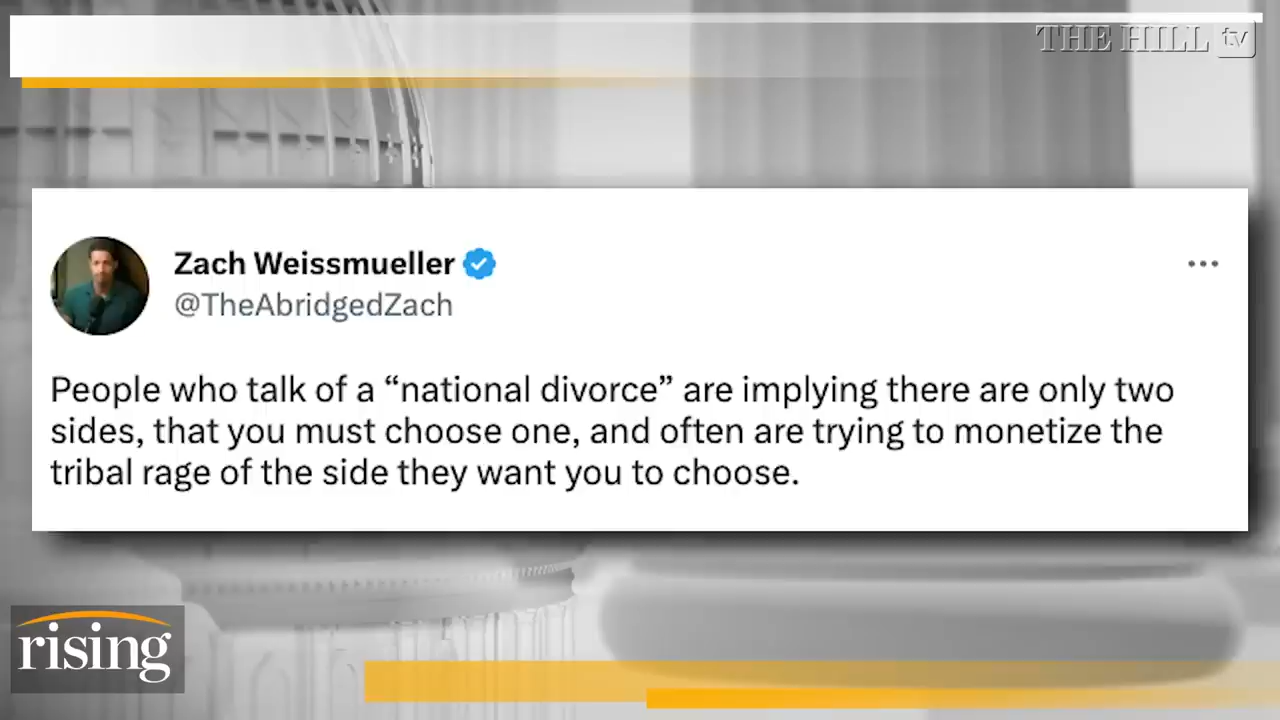 THE HILL tv
Zach Weissmueller
@TheAbridgedZach
People who talk of a “national divorce” are implying there are only two
sides, that you must choose one, and often are trying to monetize the
tribal rage of the side they want you to choose.
rising